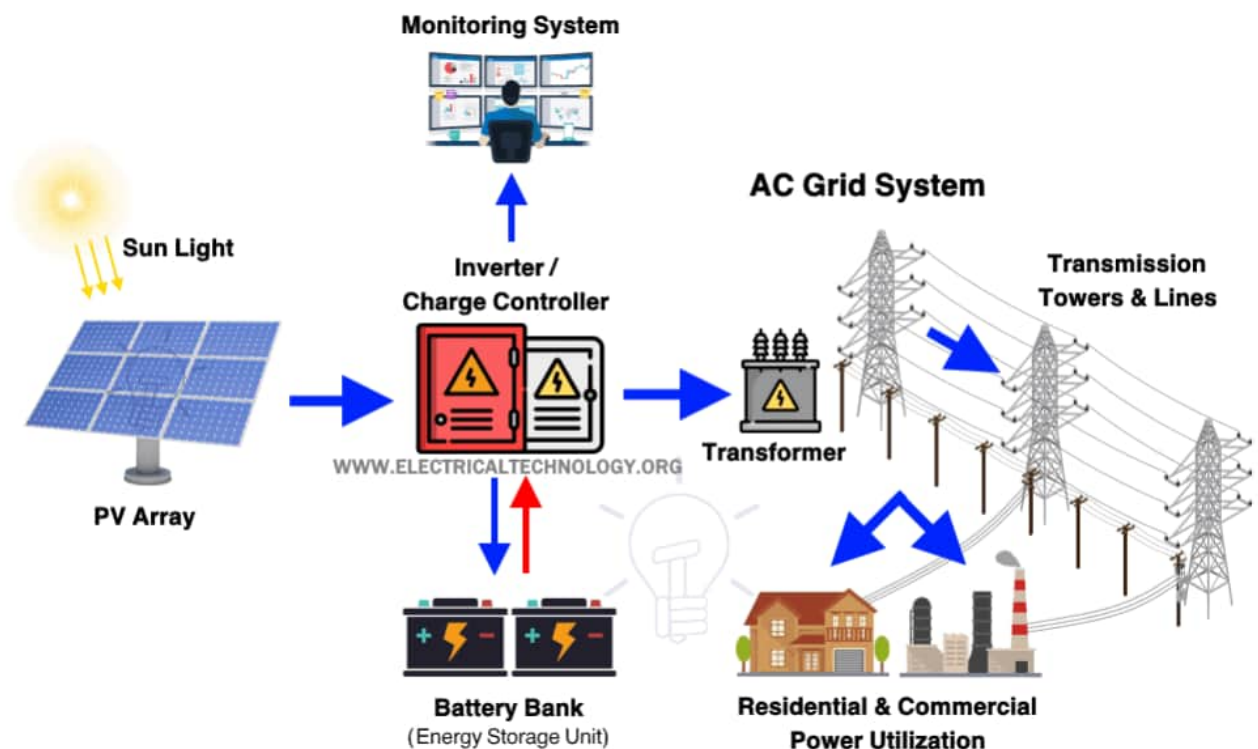 Monitoring System
AC Grid System
Sun Light
Transmission
Towers & Lines
Inverter /
Charge Controller
WWW.ELECTRICALTECHNOLOGY.ORG
Transformer
PV Array
+ - + -
Battery Bank
(Energy Storage Unit)
Residential & Commercial
Power Utilization